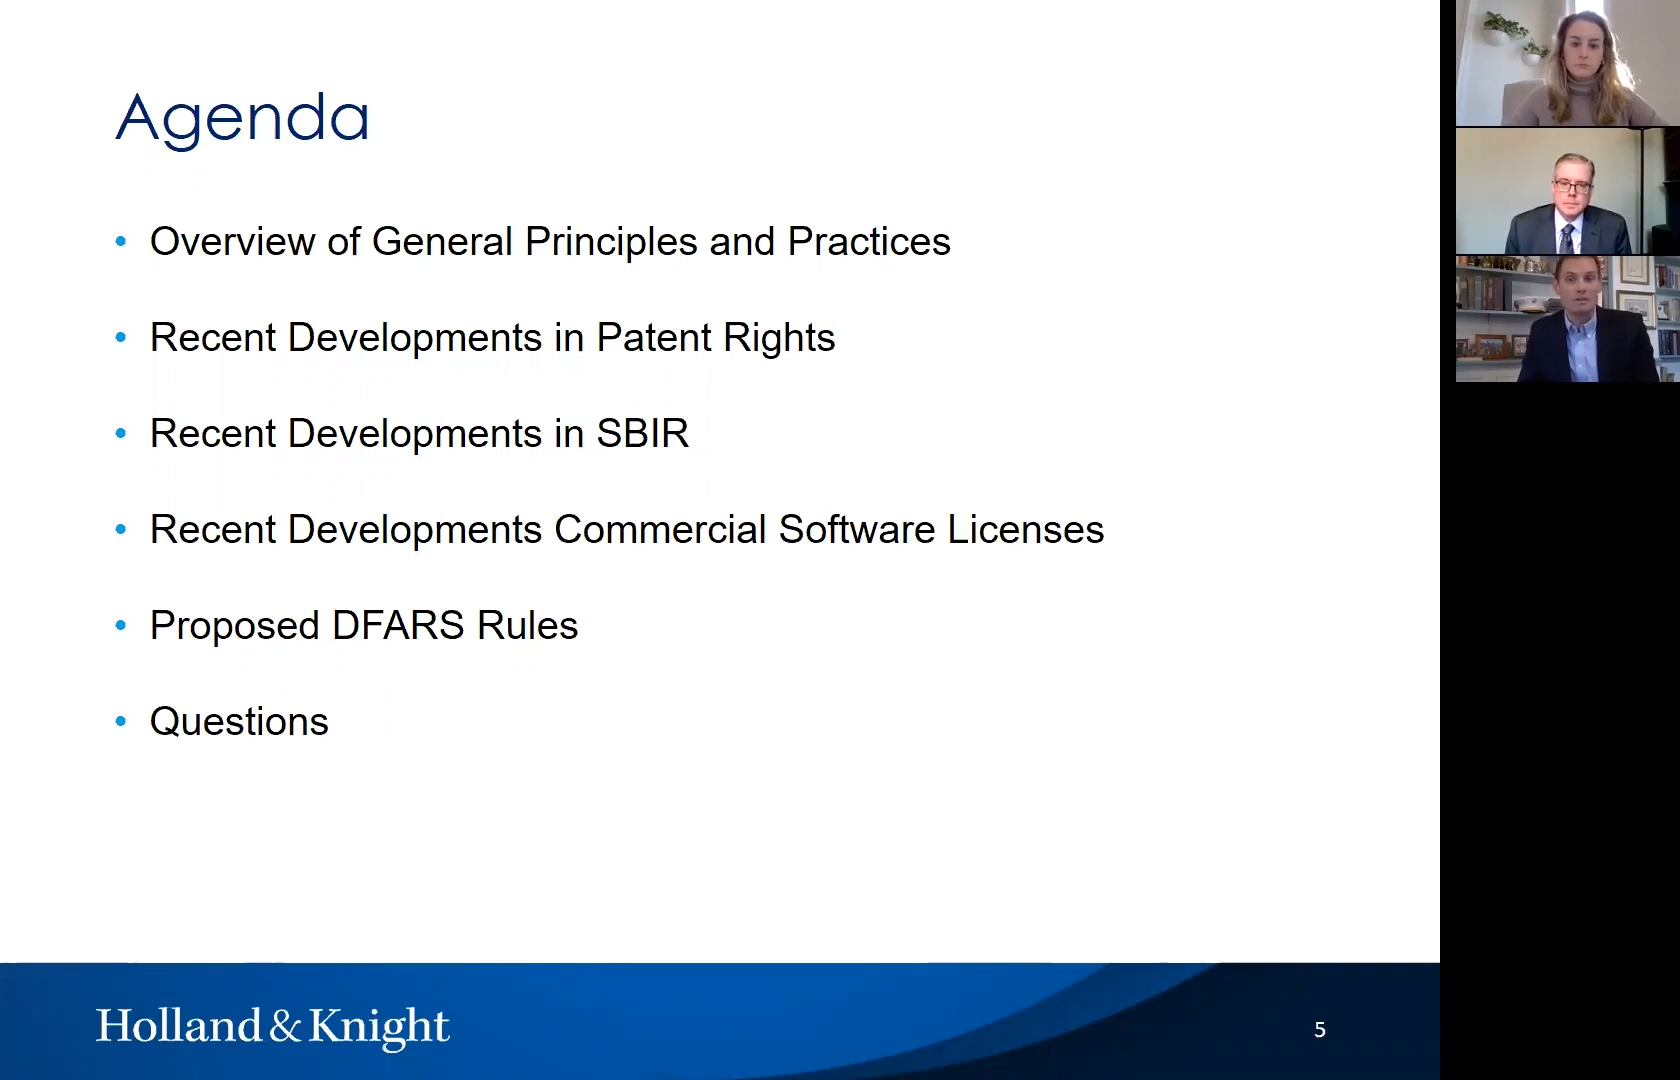 Agenda
• Overview of General Principles and Practices
• Recent Developments in Patent Rights
• Recent Developments in SBIR
• Recent Developments Commercial Software Licenses
• Proposed DFARS Rules
• Questions
Holland & Knight
5